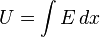 U = ∫ E dx